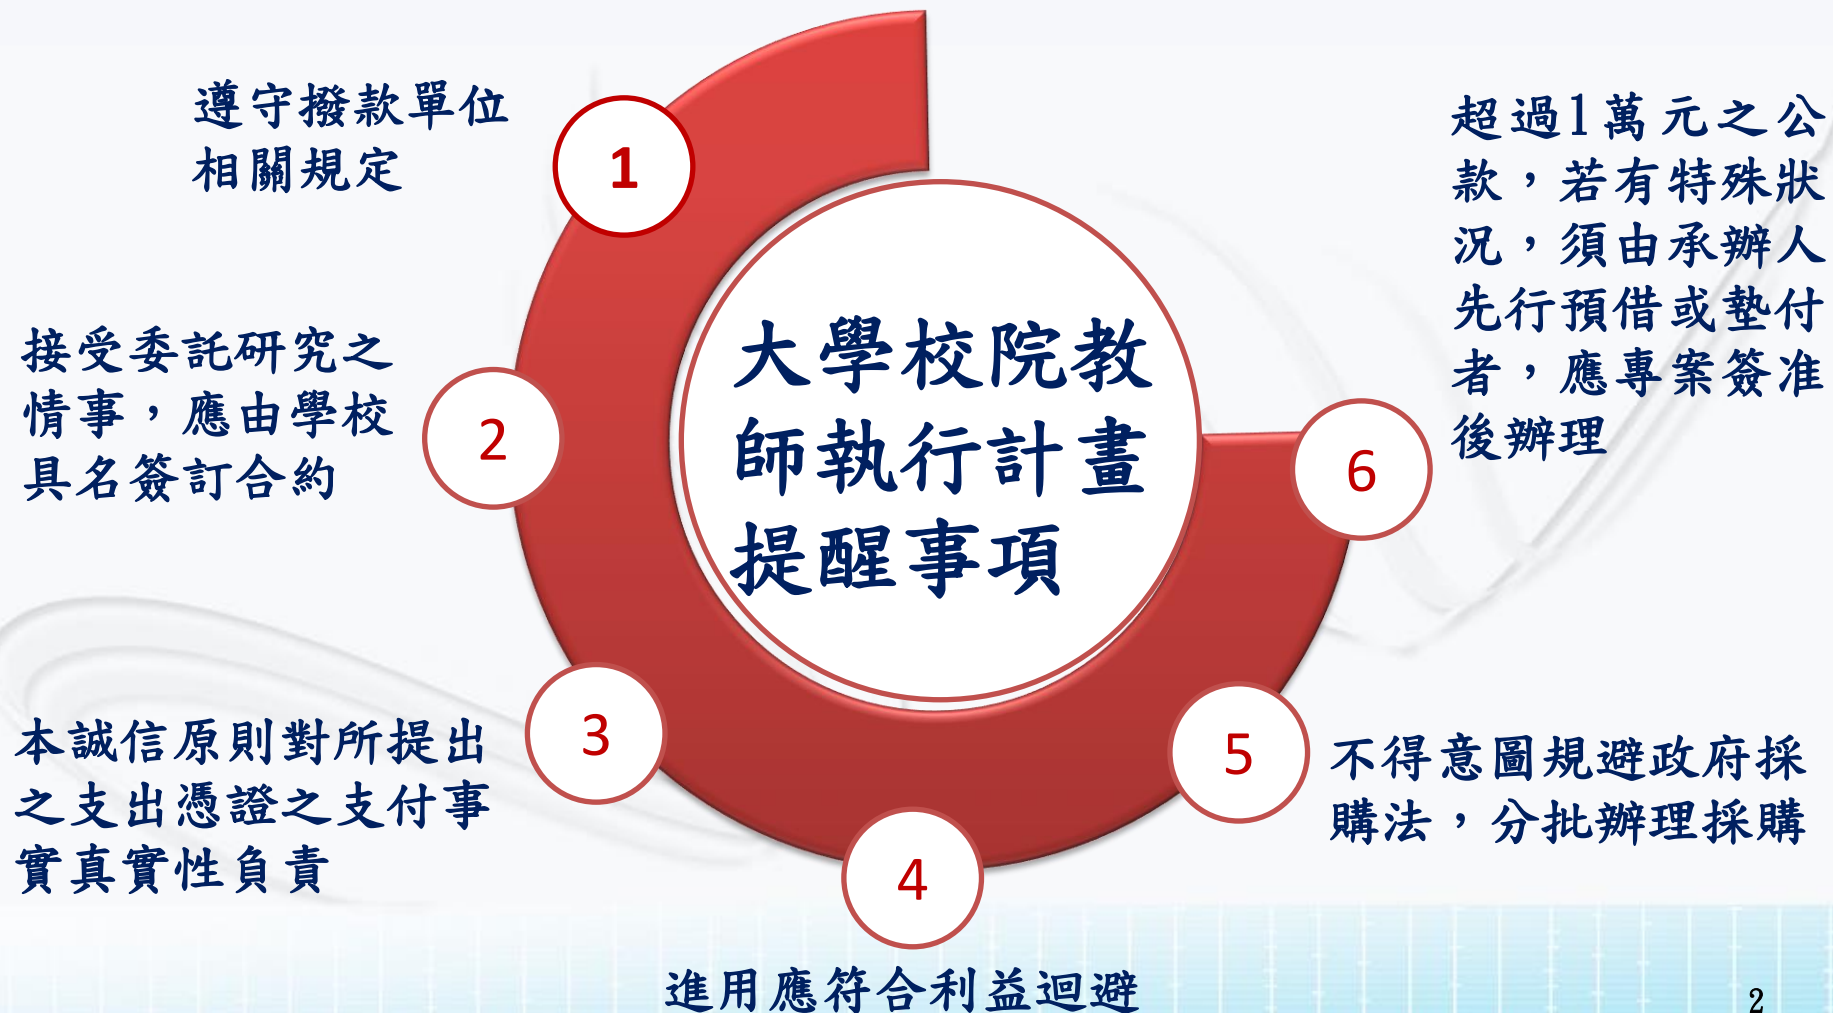 大學校院教
師執行計畫
提醒事項
1
遵守撥款單位
相關規定
2
接受委託研究之
情事，應由學校
具名簽訂合約
3
本誠信原則對所提出
之支出憑證之支付事
實真實性負責
4
進用應符合利益迴避
5
不得意圖規避政府採
購法，分批辦理採購
6
超過1萬元之公
款，若有特殊狀
況，須由承辦人
先行預借或墊付
者，應專案簽准
後辦理
2